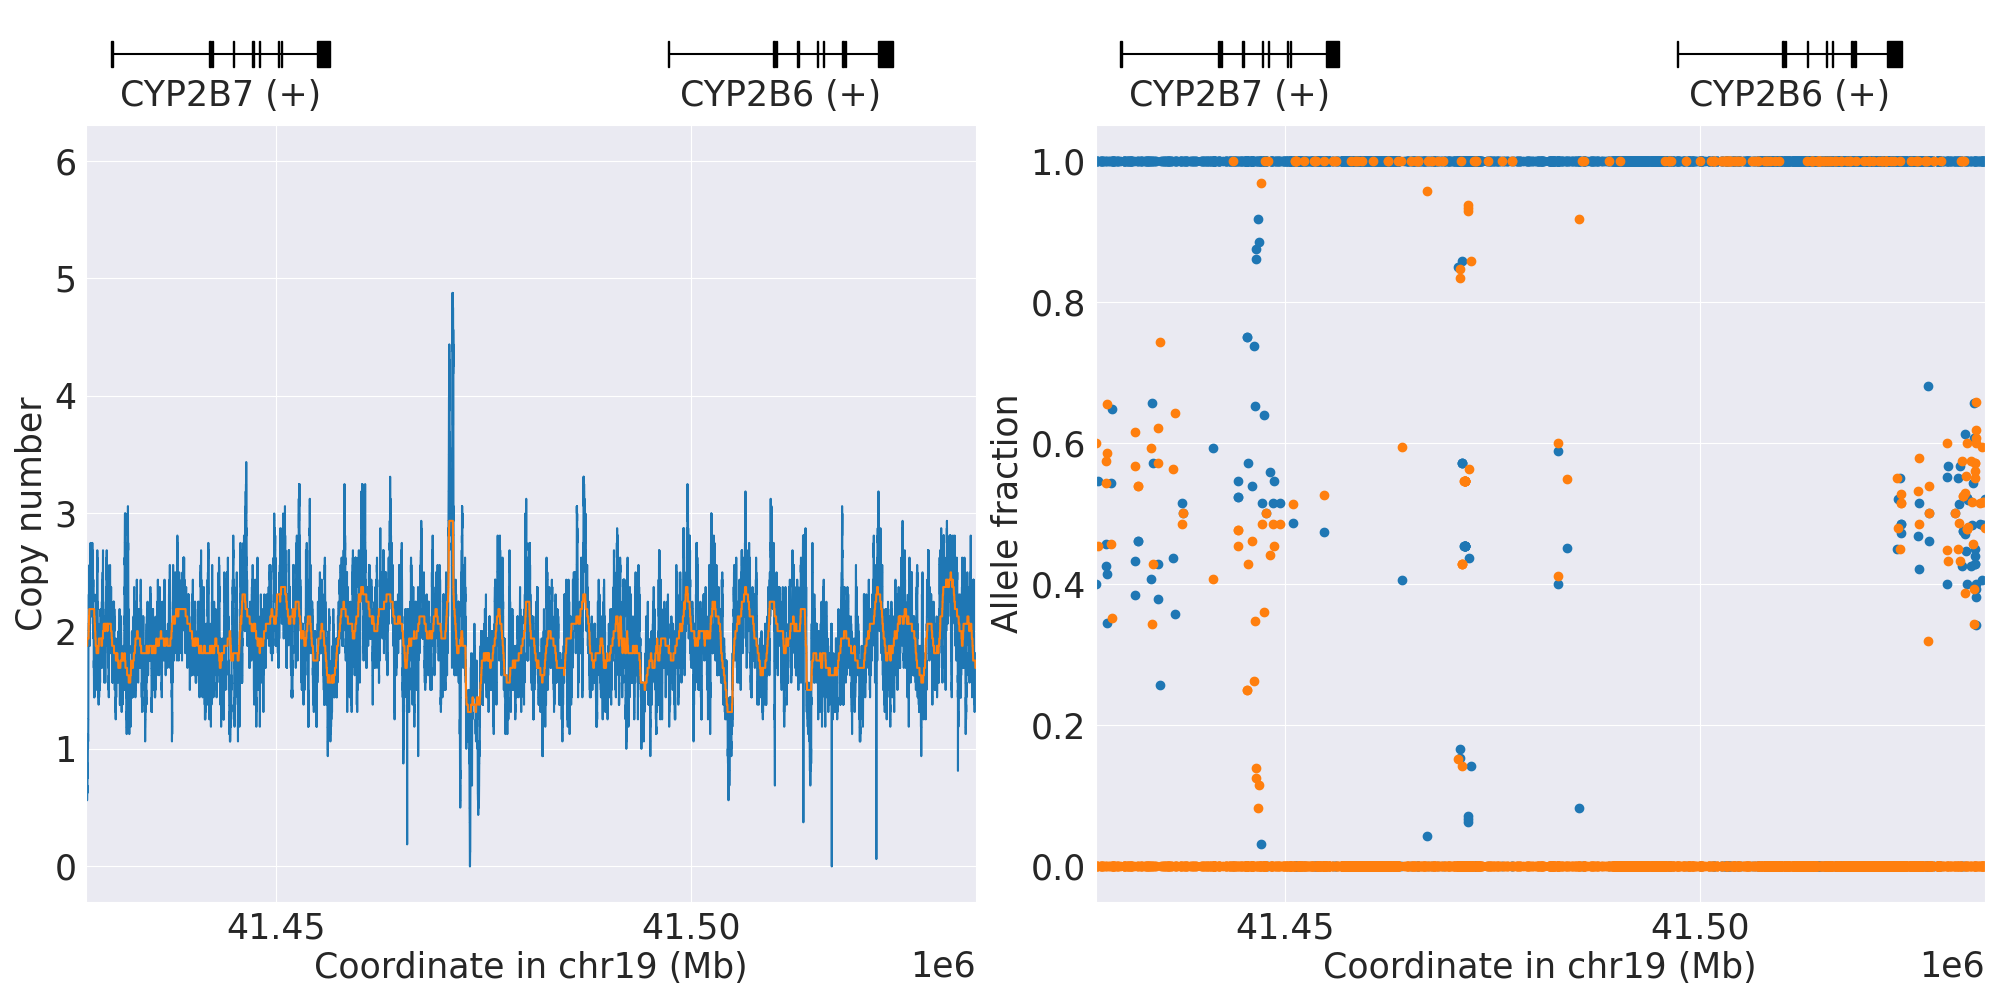 CYP2B7 (+)
CYP2B6 (+)
CYP2B7 (+)
CYP2B6 (+)
6
5
4
3
2
1
0
Copy number
41.45
41.50
Coordinate in chr19 (Mb)
1e6
1.0
0.8
0.6
0.4
0.2
0.0
Allele fraction
41.45
41.50
Coordinate in chr19 (Mb)
1e6